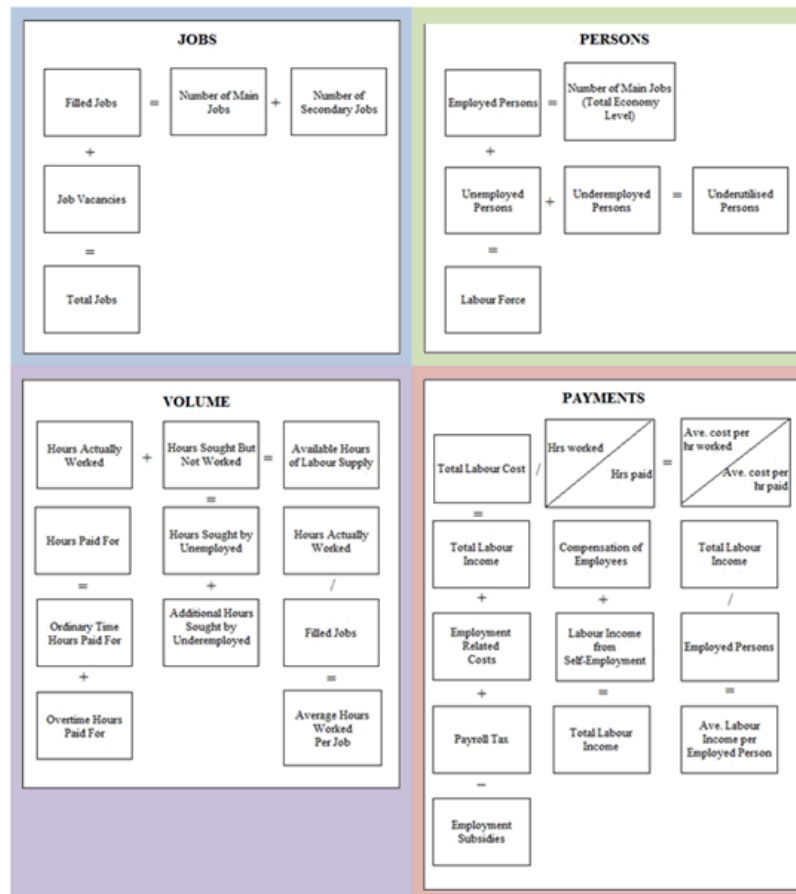 JOBS
Filled Jobs
=
Number of Main
Jobs
+
Number of
Secondary Jobs
+
Job Vacancies
=
Total Jobs
PERSONS
Employed Persons
=
Number of Main Jobs
(Total Economy
Level)
+
Unemployed
Persons
+
Underemployed
Persons
=
Underutilised
Persons
=
Labour Force
VOLUME
Hours Actually
Worked
+
Hours Sought But
Not Worked
=
Available Hours
of Labour Supply
=
Hours Paid For
Hours Sought by
Unemployed
Hours Actually
Worked
=
+
/
Ordinary Time
Hours Paid For
Additional Hours
Sought by
Underemployed
Filled Jobs
+
=
Overtime Hours
Paid For
Average Hours
Worked
Per Job
PAYMENTS
Total Labour Cost
/
Hrs worked
Hrs paid
=
Ave. cost per
hr worked
Ave. cost per
hr paid
=
Total Labour
Income
Compensation of
Employees
Total Labour
Income
+
+
/
Employment
Related
Costs
Labour Income
from
Self-Employment
Employed Persons
+
=
=
Payroll Tax
Total Labour
Income
Ave. Labour
Income per
Employed Person
-
Employment
Subsidies